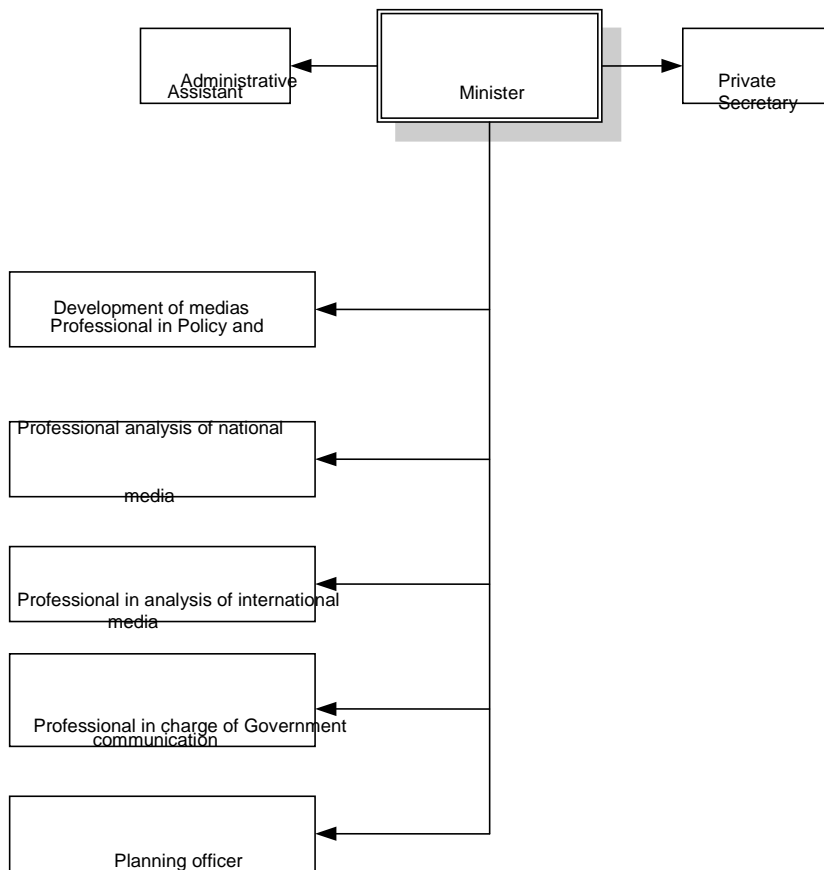 Administrative
Assistant
Minister
Private
Secretary
Development of medias
Professional in Policy and
Professional analysis of national
media
Professional in analysis of international
media
Professional in charge of Government
communication
Planning officer